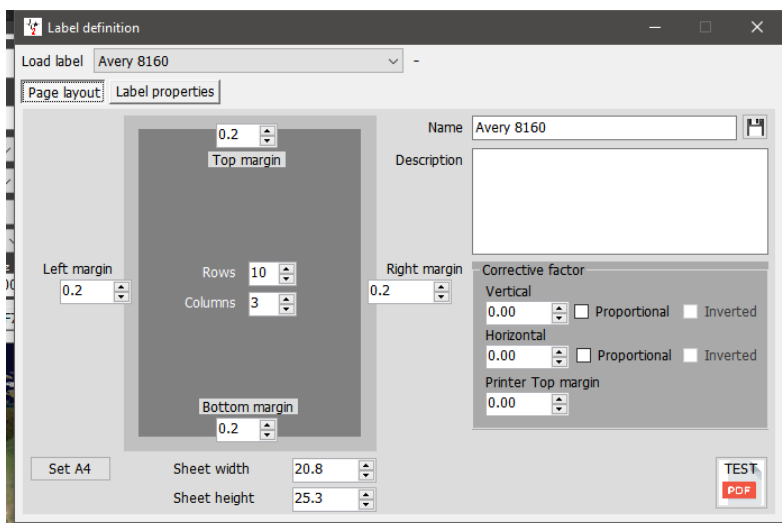 Label definition
Load label Avery 8160 -
Page layout Label properties
0.2
Top margin
Name Avery 8160
Description
Left margin
0.2
Rows 10
Columns 3
Right margin
0.2
Corrective factor
Vertical
0.00 Proportional Inverted
Horizontal
0.00 Proportional Inverted
Printer Top margin
0.00
Bottom margin
0.2
Set A4
Sheet width 20.8
Sheet height 25.3
TEST
PDF